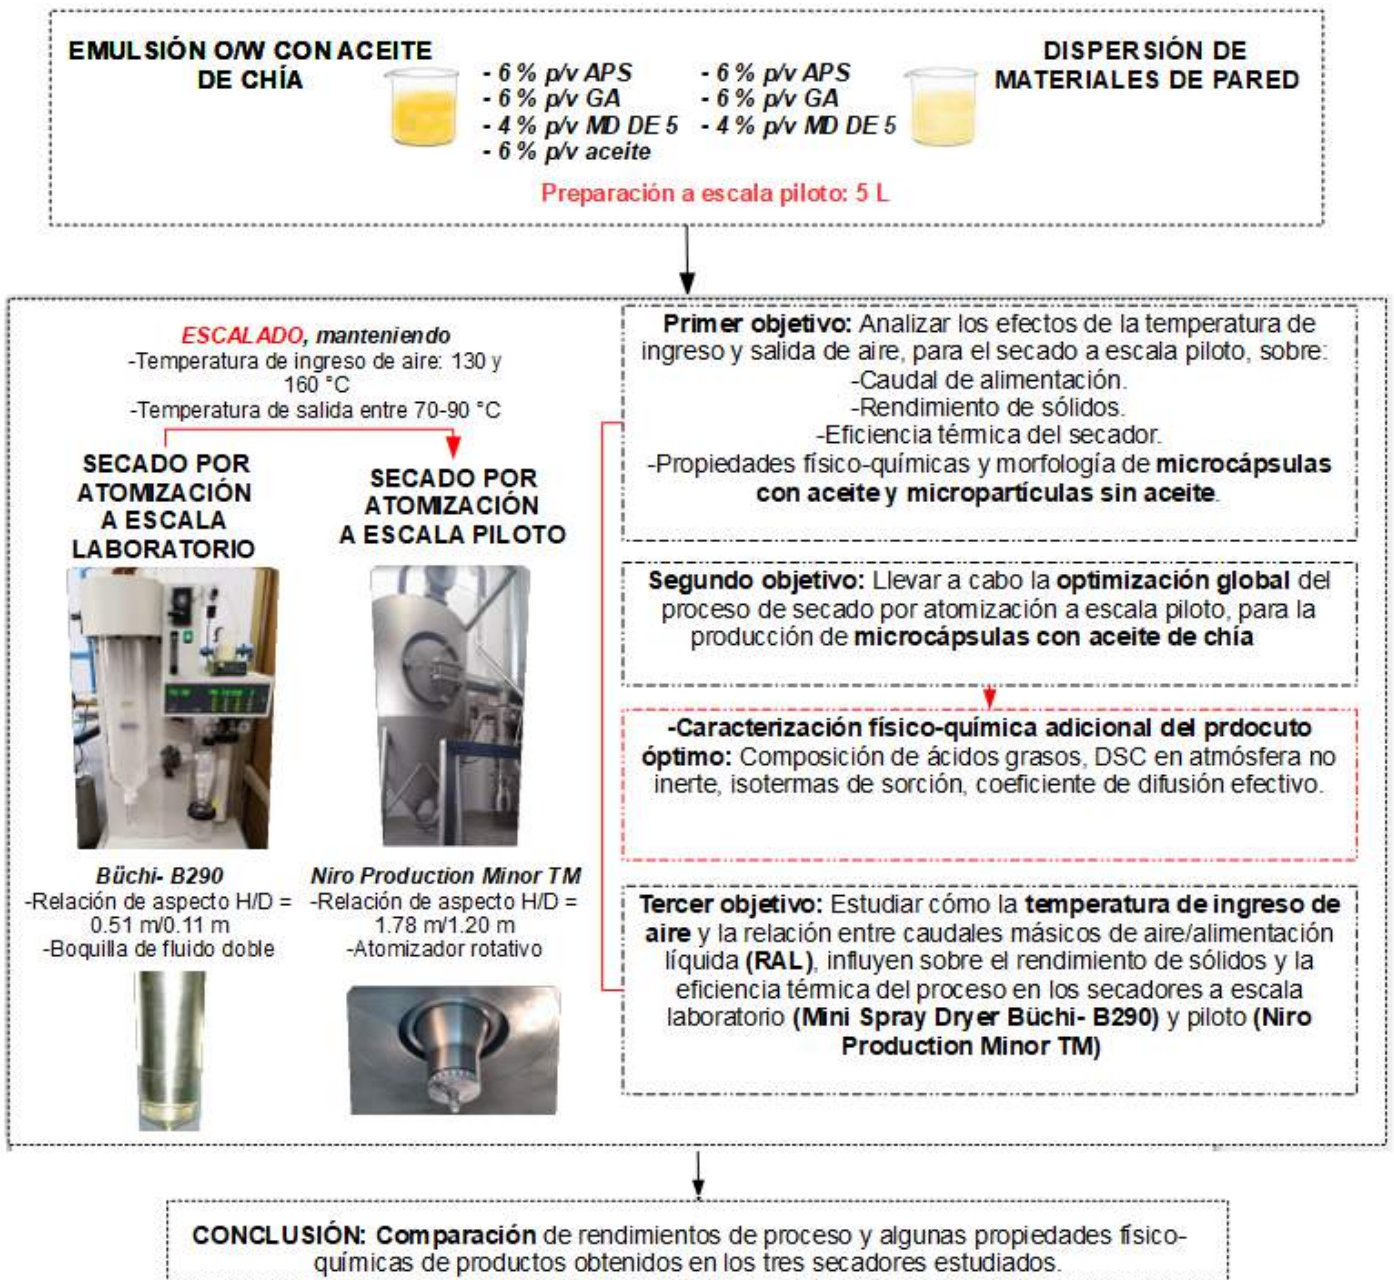 EMULSIÓN O/W CON ACEITE
DE CHÍA
- 6 % p/v APS
- 6 % p/v GA
- 4 % p/v MD DE 5
- 6 % p/v aceite
- 6 % p/v APS
- 6 % p/v GA
- 4 % p/v MD DE 5
DISPERSIÓN DE
MATERIALES DE PARED
Preparación a escala piloto: 5 L
ESCALADO, manteniendo
-Temperatura de ingreso de aire: 130 y
160 °C
-Temperatura de salida entre 70-90 °C
SECADO POR
ATOMIZACIÓN
A ESCALA
LABORATORIO
SECADO POR
ATOMIZACIÓN
A ESCALA PILOTO
Büchi- B290
-Relación de aspecto H/D =
0.51 m/0.11 m
-Boquilla de fluido doble
Niro Production Minor TM
-Relación de aspecto H/D =
1.78 m/1.20 m
-Atomizador rotativo
Primer objetivo: Analizar los efectos de la temperatura de
ingreso y salida de aire, para el secado a escala piloto, sobre:
-Caudal de alimentación.
-Rendimiento de sólidos.
-Eficiencia térmica del secador.
-Propiedades físico-químicas y morfología de microcápsulas
con aceite y micropartículas sin aceite.
Segundo objetivo: Llevar a cabo la optimización global del
proceso de secado por atomización a escala piloto, para la
producción de microcápsulas con aceite de chía
-Caracterización físico-química adicional del prdocuto
óptimo: Composición de ácidos grasos, DSC en atmósfera no
inerte, isotermas de sorción, coeficiente de difusión efectivo.
Tercer objetivo: Estudiar cómo la temperatura de ingreso de
aire y la relación entre caudales másicos de aire/alimentación
líquida (RAL), influyen sobre el rendimiento de sólidos y la
eficiencia térmica del proceso en los secadores a escala
laboratorio (Mini Spray Dryer Büchi- B290) y piloto (Niro
Production Minor TM)
CONCLUSIÓN: Comparación de rendimientos de proceso y algunas propiedades físico-
químicas de productos obtenidos en los tres secadores estudiados.